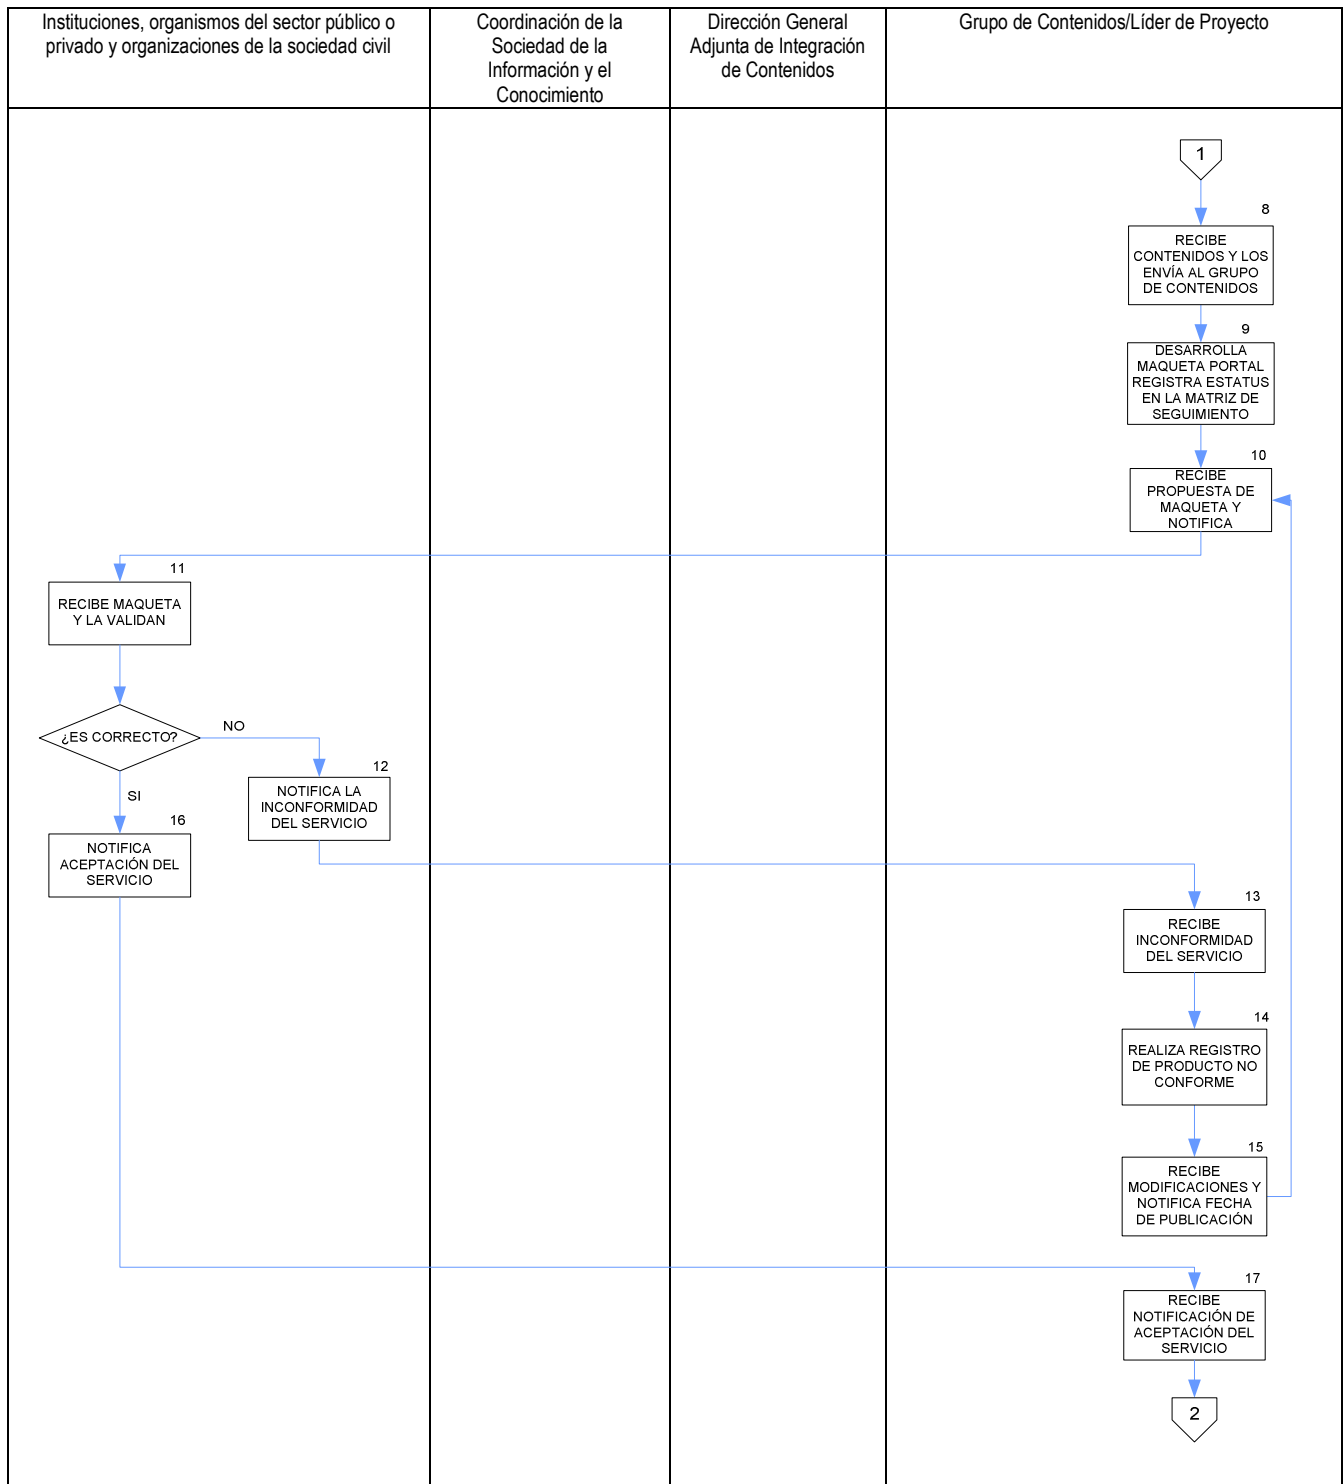 Instituciones, organismos del sector público o
privado y organizaciones de la sociedad civil
Coordinación de la
Sociedad de la
Información y el
Conocimiento
Dirección General
Adjunta de Integración
de Contenidos
Grupo de Contenidos/Líder de Proyecto
1
8
RECIBE
CONTENIDOS Y LOS
ENVÍA AL GRUPO
DE CONTENIDOS
9
DESARROLLA
MAQUETA PORTAL
REGISTRA ESTATUS
EN LA MATRIZ DE
SEGUIMIENTO
10
RECIBE
PROPUESTA DE
MAQUETA Y
NOTIFICA
11
RECIBE MAQUETA
Y LA VALIDAN
¿ES CORRECTO?
NO
SI
12
NOTIFICA LA
INCONFORMIDAD
DEL SERVICIO
16
NOTIFICA
ACEPTACIÓN DEL
SERVICIO
13
RECIBE
INCONFORMIDAD
DEL SERVICIO
14
REALIZA REGISTRO
DE PRODUCTO NO
CONFORME
15
RECIBE
MODIFICACIONES Y
NOTIFICA FECHA
DE PUBLICACIÓN
17
RECIBE
NOTIFICACIÓN DE
ACEPTACIÓN DEL
SERVICIO
2